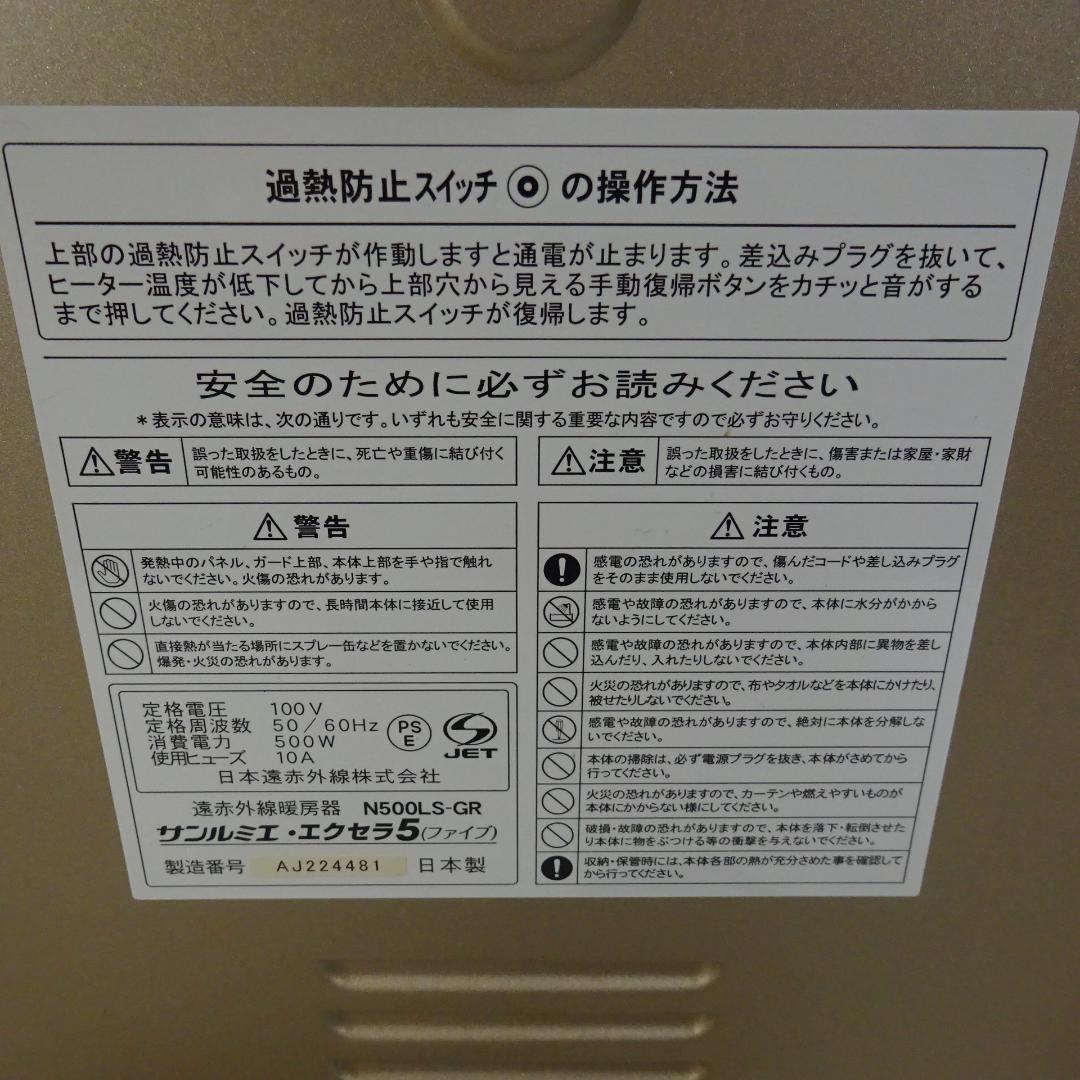 過熱防止スイッチ の操作方法
上部の過熱防止スイッチが作動しますと通電が止まります。差込みプラグを抜いて、
ヒーター温度が低下してから上部穴から見える手動復帰ボタンをカチッと音がする
まで押してください。過熱防止スイッチが復帰します。
安全のために必ずお読みください
*表示の意味は、次の通りです。いずれも安全に関する重要な内容ですので必ずお守りください。
警告
誤った取扱をしたときに、死亡や重傷に結び付く
可能性のあるもの。
注意
誤った取扱をしたときに、傷害または家屋・家財
などの損害に結び付くもの。
警告
発熱中のパネル、ガード上部、本体上部を手や指で触れ
ないでください。火傷の恐れがあります。
火傷の恐れがありますので、長時間本体に接近して使用
しないでください。
直接熱が当たる場所にスプレー缶などを置かないでください。
爆発・火災の恐れがあります。
定格電圧 100V
定格周波数 50/60Hz
消費電力 500W
使用ヒューズ 10A
PS
E
JET
日本遠赤外線株式会社
遠赤外線暖房器 N500LS-GR
サンルミエ・エクセラ5(ファイブ)
製造番号 AJ224481 日本製
注意
感電の恐れがありますので、傷んだコードや差し込みプラグ
をそのまま使用しないでください。
感電や故障の恐れがありますので、本体に水分がかから
ないようにしてください。
感電や故障の恐れがありますので、本体内部に異物を差し
込んだり、入れたりしないでください。
火災の恐れがありますので、布やタオルなどを本体にかけたり、
被せたりしないでください。
感電や故障の恐れがありますので、絶対に本体を分解しな
いでください。
本体の掃除は、必ず電源プラグを抜き、本体がさめてから
行ってください。
火災の恐れがありますので、カーテンや燃えやすいものが
本体にかからない様にしてください。
破損・故障の恐れがありますので、本体を落下・転倒させた
り本体に物をぶつける等の衝撃を与えないでください。
収納・保管時には、本体各部の熱が充分さめた事を確認して
から行ってください。